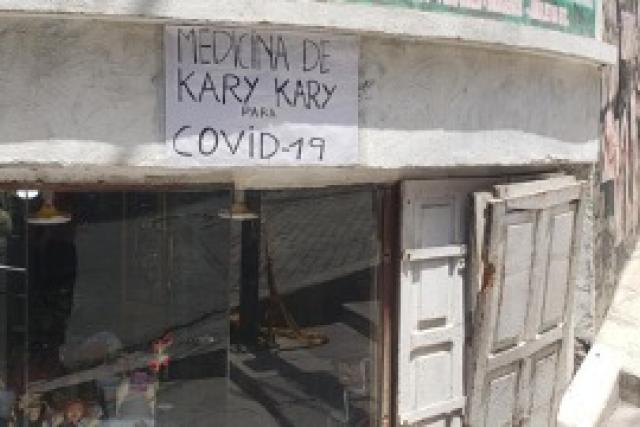 MEDICINA DE
KARY KARY
PARA
COVID-19